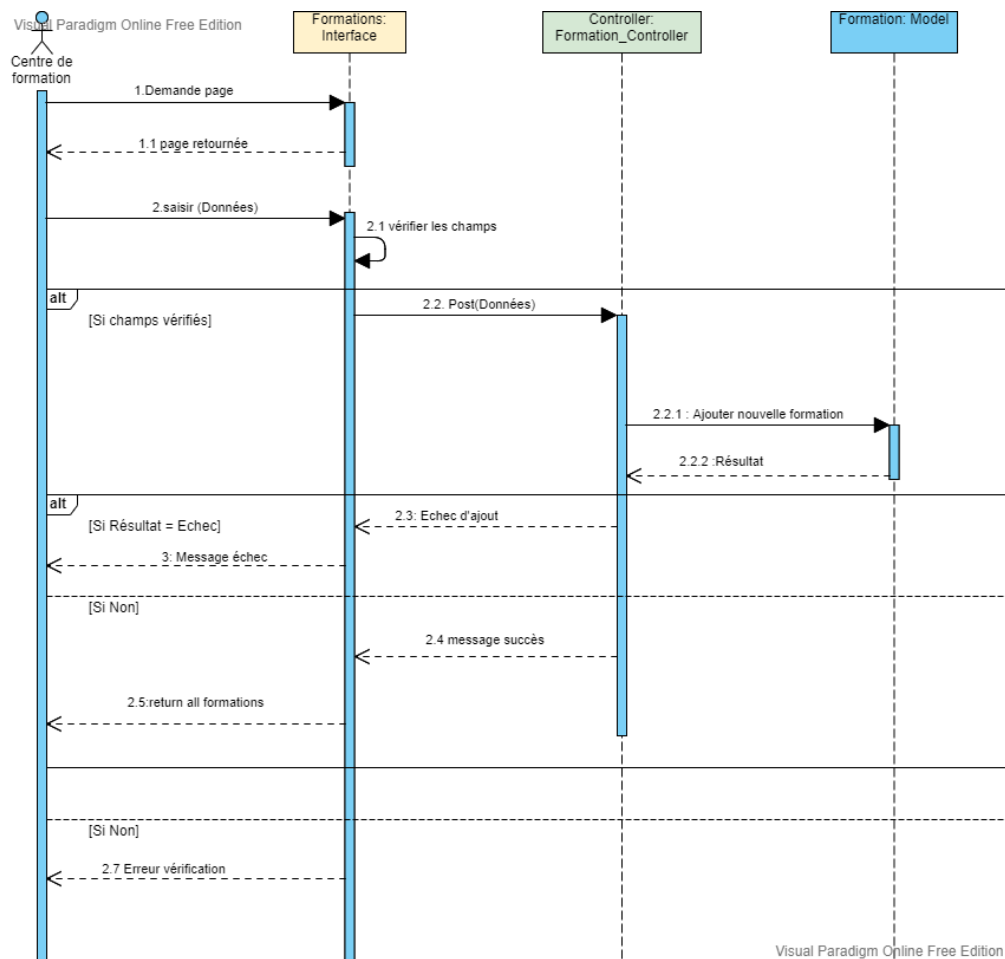 Visual Paradigm Online Free Edition
Centre de
formation
Formations:
Interface
Controller:
Formation_Controller
Formation: Model
1.Demande page
1.1 page retournée
2.saisir (Données)
2.1 vérifier les champs
alt
[Si champs vérifiés]
2.2. Post(Données)
2.2.1 : Ajouter nouvelle formation
2.2.2 :Résultat
alt
[Si Résultat = Echec]
2.3: Echec d'ajout
3: Message échec
[Si Non]
2.4 message succès
2.5:return all formations
[Si Non]
2.7 Erreur vérification
Visual Paradigm Online Free Edition